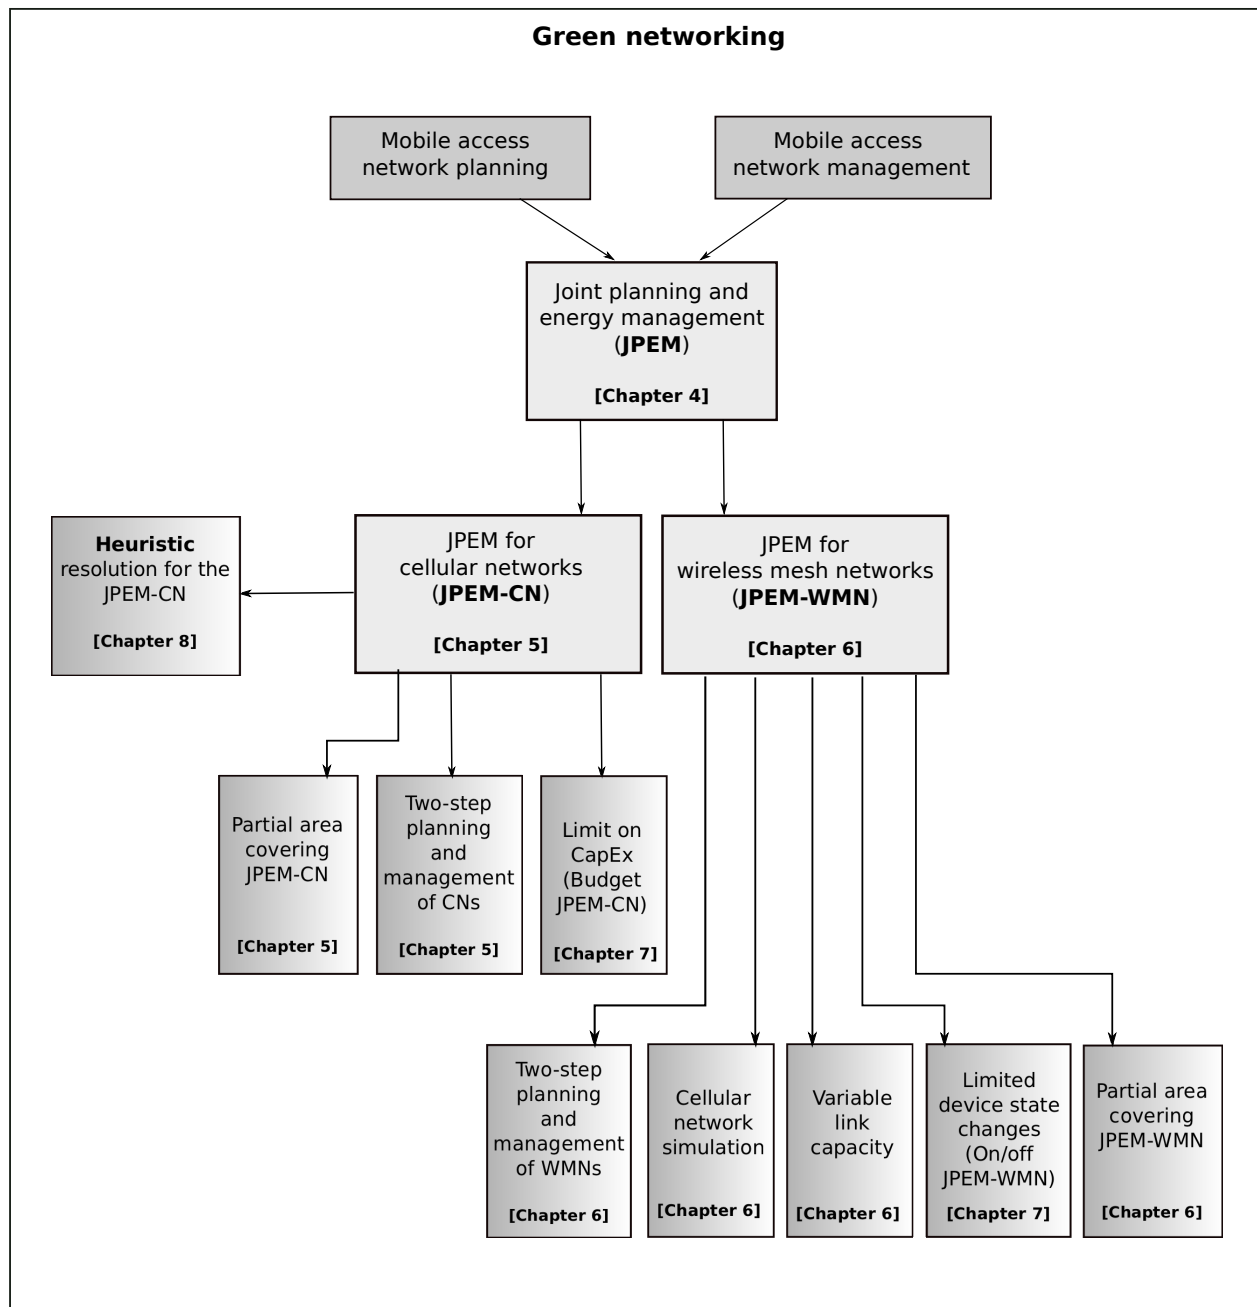 Green networking
Mobile access
network planning
Mobile access
network management
Joint planning and
energy management
(JPEM)
[Chapter 4]
Heuristic
resolution for the
JPEM-CN
[Chapter 8]
JPEM for
cellular networks
(JPEM-CN)
[Chapter 5]
JPEM for
wireless mesh networks
(JPEM-WMN)
[Chapter 6]
Partial area
covering
JPEM-CN
[Chapter 5]
Two-step
planning
and
management
of CNs
[Chapter 5]
Limit on
CapEx
(Budget
JPEM-CN)
[Chapter 7]
Two-step
planning
and
management
of WMNs
[Chapter 6]
Cellular
network
simulation
[Chapter 6]
Variable
link
capacity
[Chapter 6]
Limited
device state
changes
(On/off
JPEM-WMN)
[Chapter 7]
Partial area
covering
JPEM-WMN
[Chapter 6]